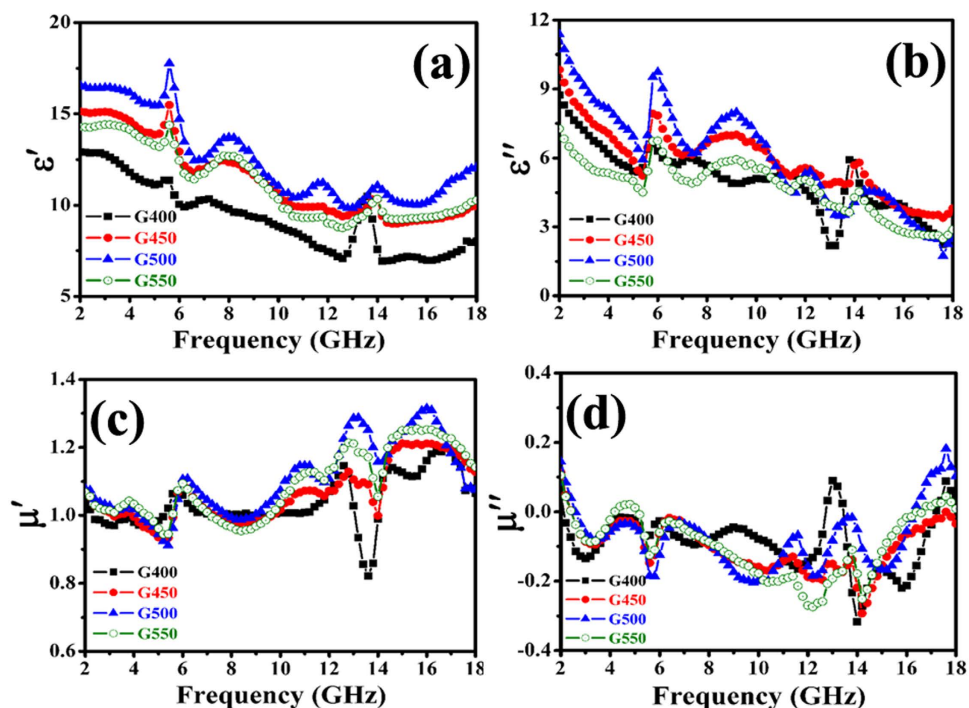 (a)
ε′
20
15
10
5
G400
G450
G500
G550
2 4 6 8 10 12 14 16 18
Frequency (GHz)
(b)
ε′′
12
9
6
3
0
G400
G450
G500
G550
2 4 6 8 10 12 14 16 18
Frequency (GHz)
(c)
μ′
1.4
1.2
1.0
0.8
0.6
G400
G450
G500
G550
2 4 6 8 10 12 14 16 18
Frequency (GHz)
(d)
μ′′
0.4
0.2
0.0
-0.2
-0.4
G400
G450
G500
G550
2 4 6 8 10 12 14 16 18
Frequency (GHz)